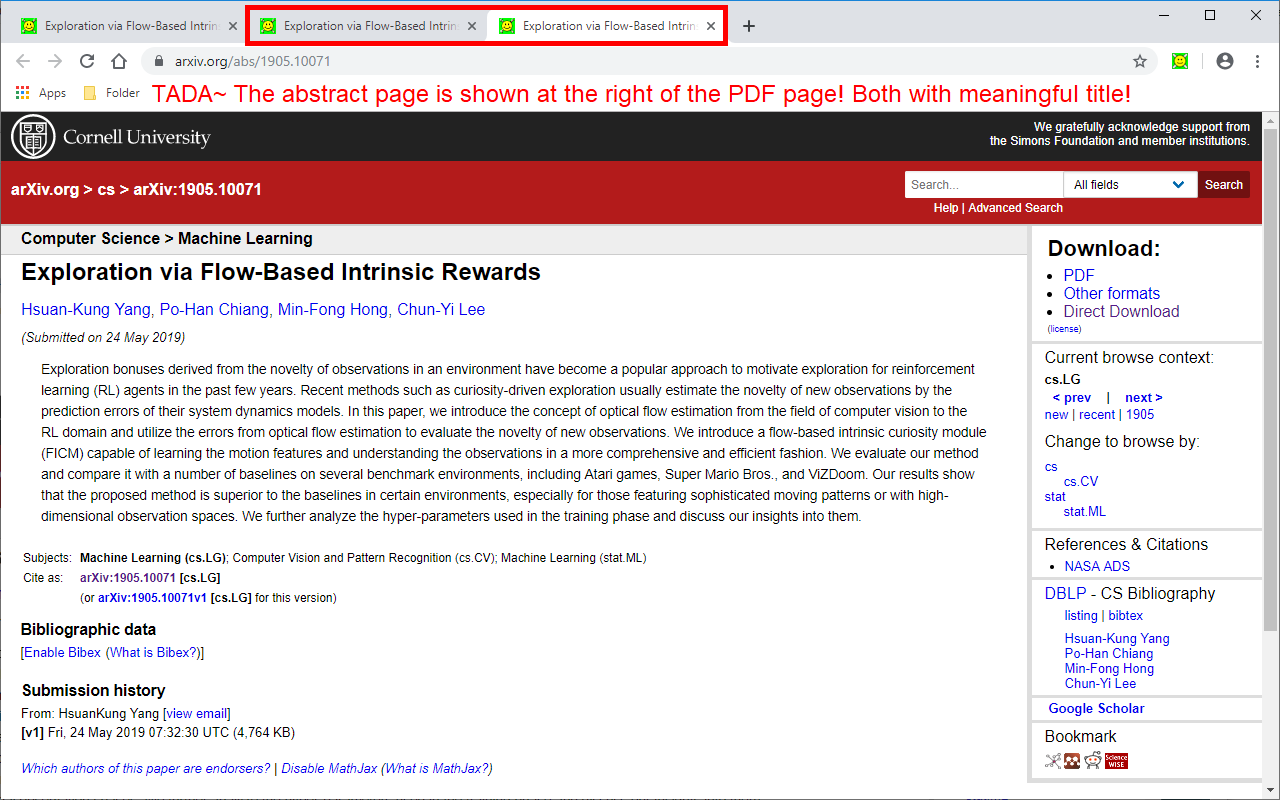 Exploration via Flow-Based Intrin
Exploration via Flow-Based Intrin
Exploration via Flow-Based Intrin
arxiv.org/abs/1905.10071
Apps
Folder
TADA~ The abstract page is shown at the right of the PDF page! Both with meaningful title!
Cornell University
We gratefully acknowledge support from
the Simons Foundation and member institutions.
arXiv.org > cs > arXiv:1905.10071
Search...
All fields
Search
Help | Advanced Search
Computer Science > Machine Learning
Exploration via Flow-Based Intrinsic Rewards
Hsuan-Kung Yang, Po-Han Chiang, Min-Fong Hong, Chun-Yi Lee
(Submitted on 24 May 2019)
Exploration bonuses derived from the novelty of observations in an environment have become a popular approach to motivate exploration for reinforcement
learning (RL) agents in the past few years. Recent methods such as curiosity-driven exploration usually estimate the novelty of new observations by the
prediction errors of their system dynamics models. In this paper, we introduce the concept of optical flow estimation from the field of computer vision to the
RL domain and utilize the errors from optical flow estimation to evaluate the novelty of new observations. We introduce a flow-based intrinsic curiosity module
(FICM) capable of learning the motion features and understanding the observations in a more comprehensive and efficient fashion. We evaluate our method
and compare it with a number of baselines on several benchmark environments, including Atari games, Super Mario Bros., and ViZDoom. Our results show
that the proposed method is superior to the baselines in certain environments, especially for those featuring sophisticated moving patterns or with high-
dimensional observation spaces. We further analyze the hyper-parameters used in the training phase and discuss our insights into them.
Subjects: Machine Learning (cs.LG); Computer Vision and Pattern Recognition (cs.CV); Machine Learning (stat.ML)
Cite as: arXiv:1905.10071 [cs.LG]
(or arXiv:1905.10071v1 [cs.LG] for this version)
Bibliographic data
[Enable Bibex (What is Bibex?)]
Submission history
From: HsuanKung Yang [view email]
[v1] Fri, 24 May 2019 07:32:30 UTC (4,764 KB)
Which authors of this paper are endorsers? | Disable MathJax (What is MathJax?)
Download:
PDF
Other formats
Direct Download
(license)
Current browse context:
cs.LG
< prev | next >
new | recent | 1905
Change to browse by:
cs
cs.CV
stat
stat.ML
References & Citations
NASA ADS
DBLP - CS Bibliography
listing | bibtex
Hsuan-Kung Yang
Po-Han Chiang
Min-Fong Hong
Chun-Yi Lee
Google Scholar
Bookmark
Science
WISE